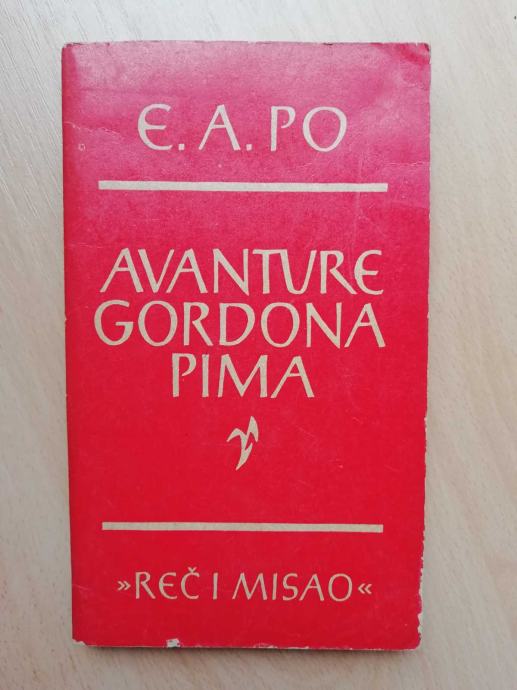 E. A. PO
AVANTURE
GORDONA
PIMA
»REČ I MISAO«